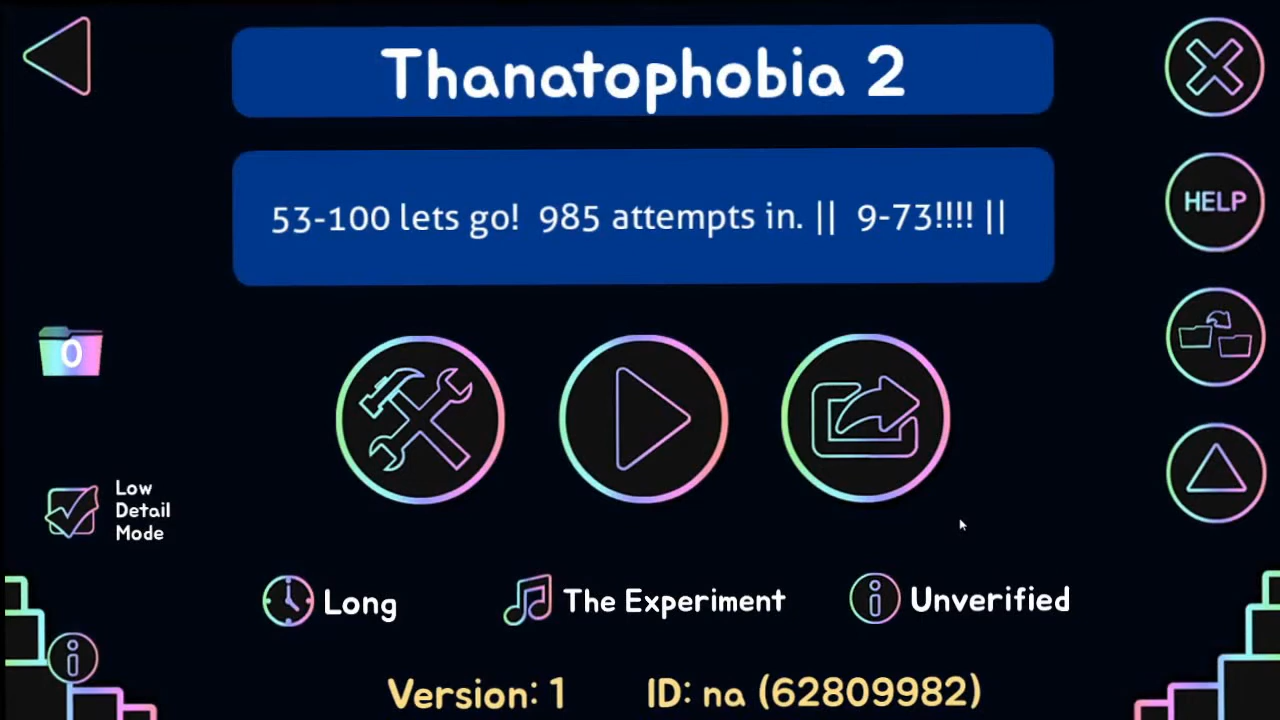 Thanatophobia 2
53-100 lets go!  985 attempts in. ||  9-73!!!! ||
HELP
0
Low
Detail
Mode
Long
The Experiment
Unverified
Version: 1
ID: na (62809982)